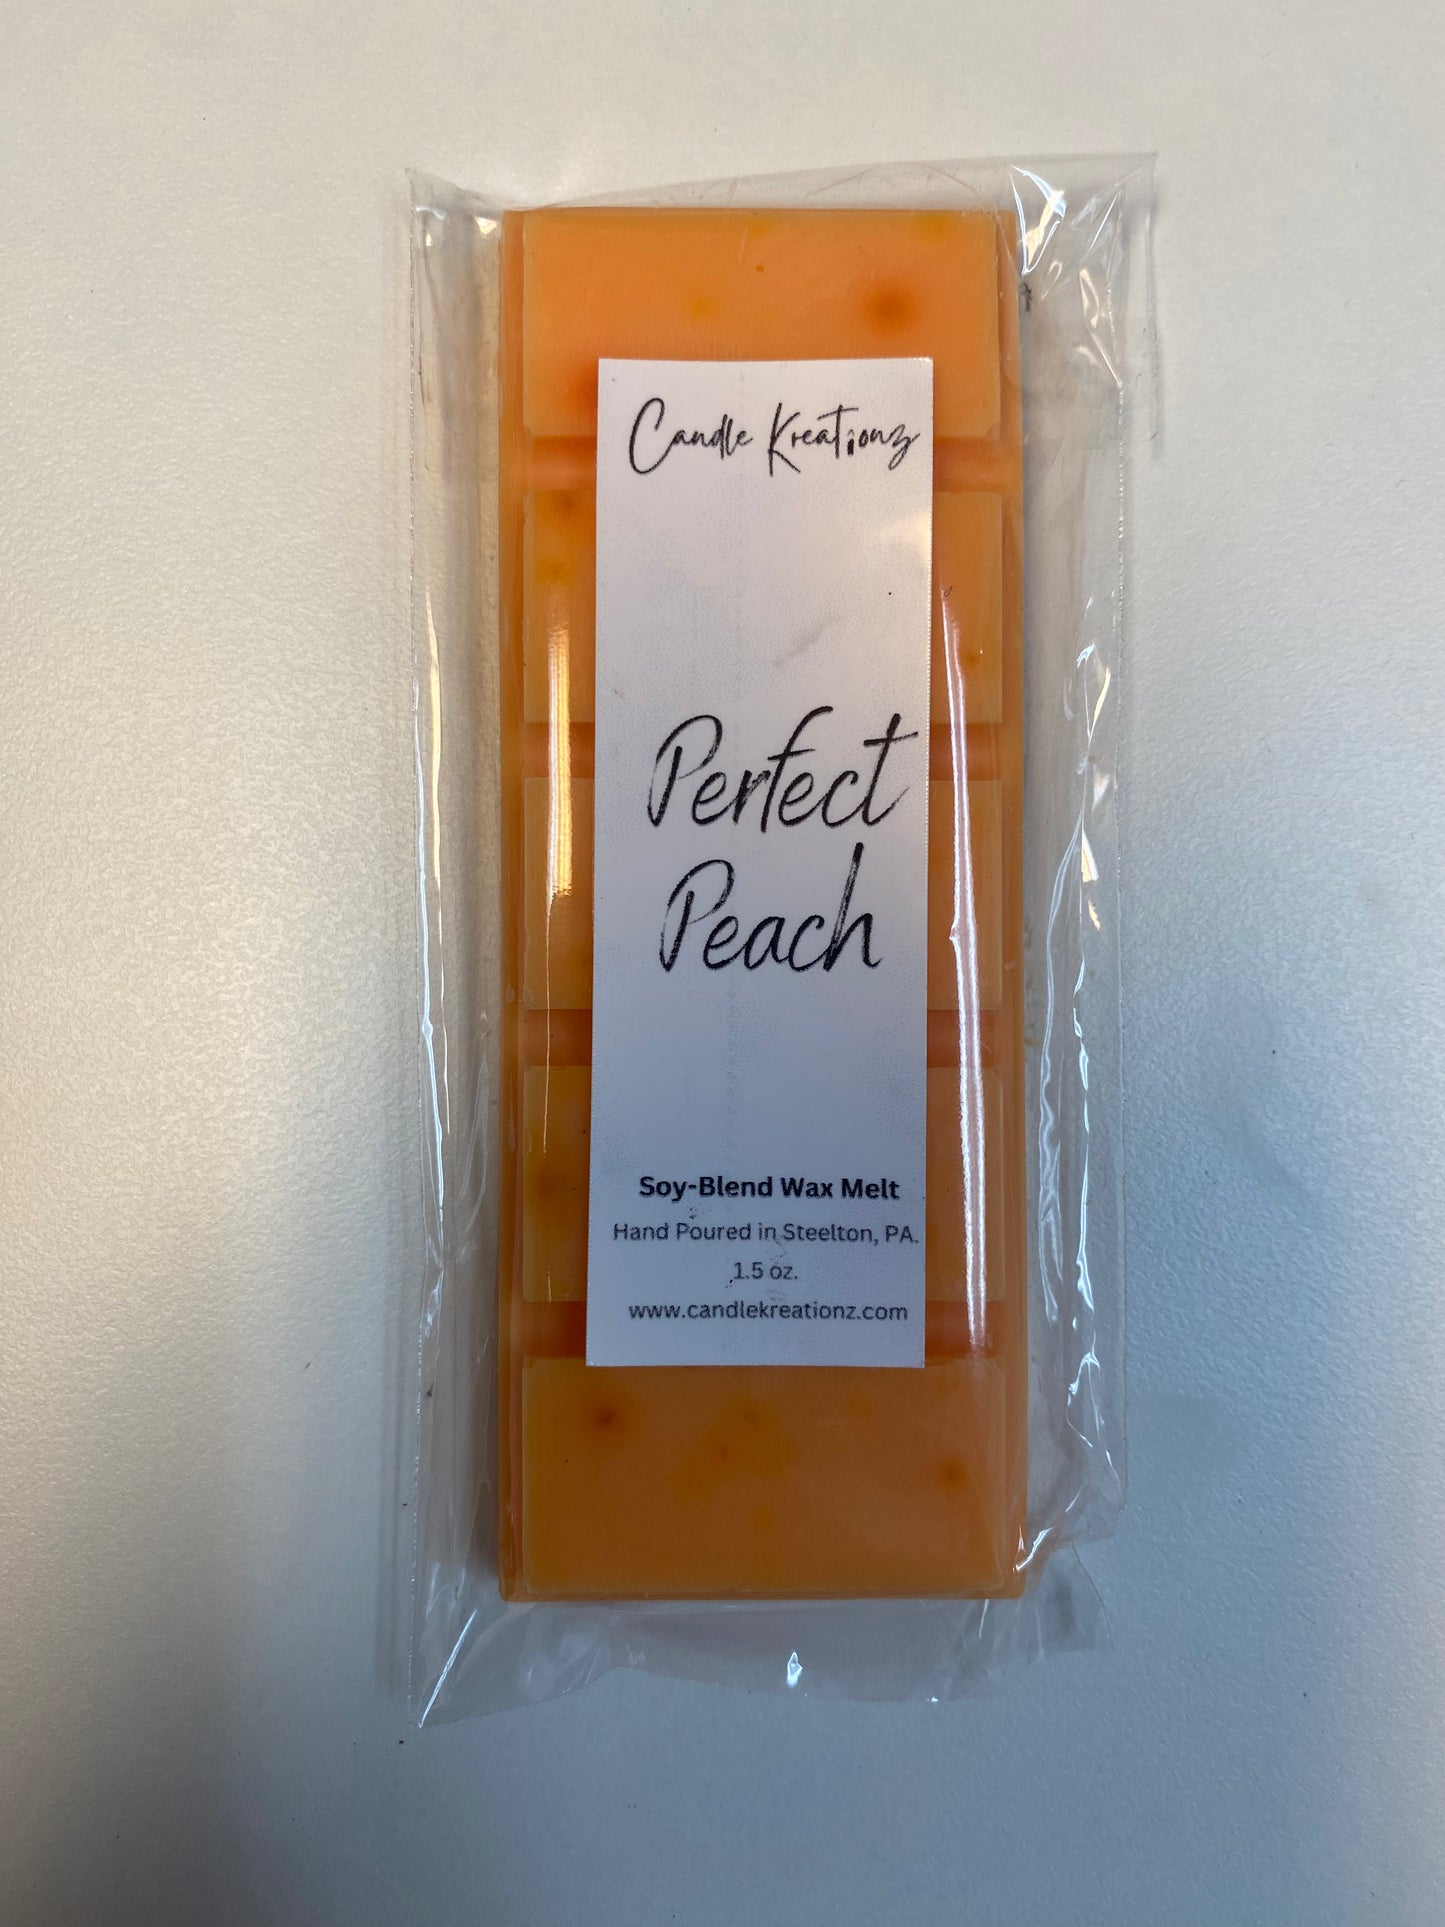 Candle Kreationz
Perfect
Peach
Soy-Blend Wax Melt
Hand Poured in Steelton, PA.
1.5 oz.
www.candlekreationz.com